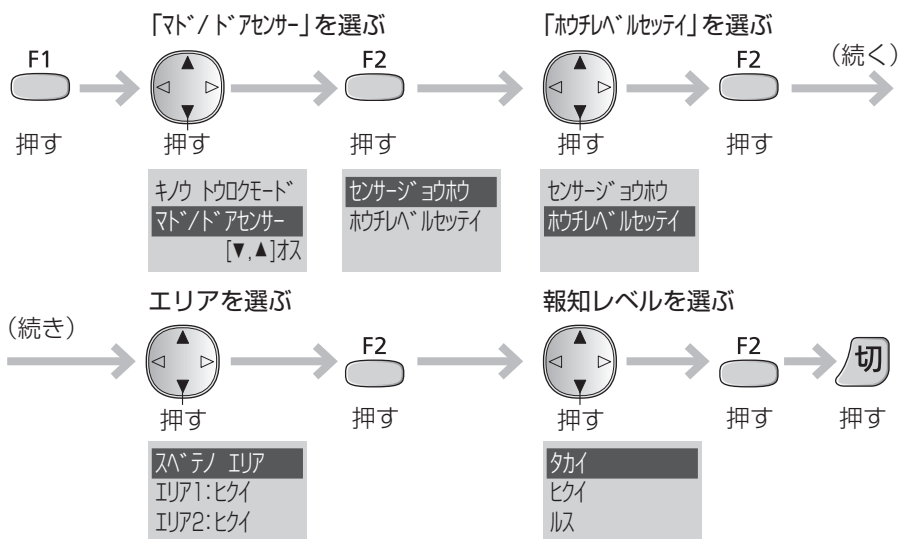 「ﾏﾄﾞ/ﾄﾞｱｾﾝｻｰ」を選ぶ
「ﾎｳﾁﾚﾍﾞﾙｾｯﾃｲ」を選ぶ
F1
F2
F2
（続く）
押す
押す
押す
押す
押す
ｷﾉｳ ﾄｳﾛｸﾓｰﾄﾞ
ﾏﾄﾞ/ﾄﾞｱｾﾝｻｰ
[▼,▲]ｵｽ
ｾﾝｻｰｼﾞｮｳﾎｳ
ﾎｳﾁﾚﾍﾞﾙｾｯﾃｲ
ｾﾝｻｰｼﾞｮｳﾎｳ
ﾎｳﾁﾚﾍﾞﾙｾｯﾃｲ
（続き）
エリアを選ぶ
報知レベルを選ぶ
F2
F2
切
押す
押す
押す
押す
押す
ｽﾍﾞﾃﾉ ｴﾘｱ
ｴﾘｱ1:ﾋｸｲ
ｴﾘｱ2:ﾋｸｲ
ﾀｶｲ
ﾋｸｲ
ﾙｽ